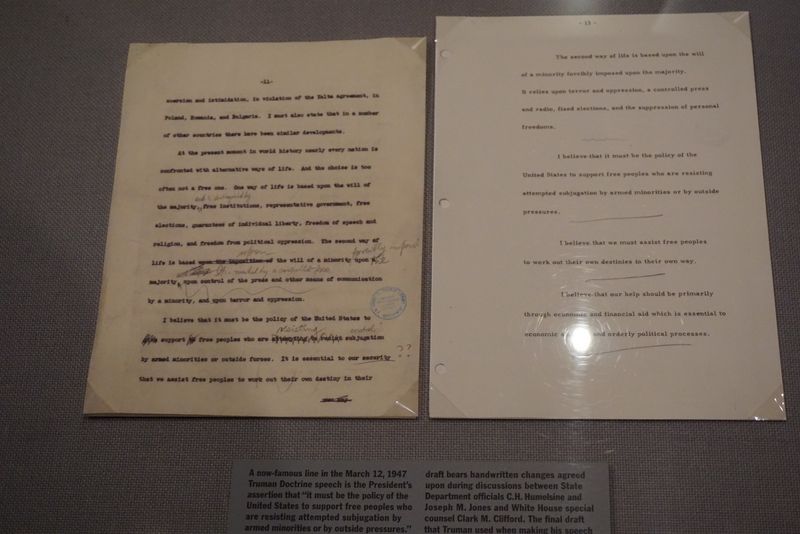 -11-
coercion and intimidation, in violation of the Yalta agreement, in
Poland, Rumania, and Bulgaria. I must also state that in a number
of other countries there have been similar developments.
At the present moment in world history nearly every nation is
confronted with alternative ways of life. And the choice is too
often not a free one. One way of life is based upon the will of
the majority, free institutions, representative government, free
elections, guarantees of individual liberty, freedom of speech and
religion, and freedom from political oppression. The second way of
upon
forcibly imposed
life is based upon the imposition of the will of a minority upon
majority, upon control of the press and other means of communication
by a minority, and upon terror and oppression.
I believe that it must be the policy of the United States to
resisting
support free peoples who are attempting to resist subjugation
??
by armed minorities or outside forces. It is essential to our security
that we assist free peoples to work out their own destiny in their
own way.
- 15 -
The second way of life is based upon the will
of a minority forcibly imposed upon the majority.
It relies upon terror and oppression, a controlled press
and radio, fixed elections, and the suppression of personal
freedoms.
I believe that it must be the policy of the
United States to support free peoples who are resisting
attempted subjugation by armed minorities or by outside
pressures.
I believe that we must assist free peoples
to work out their own destinies in their own way.
I believe that our help should be primarily
through economic and financial aid which is essential to
economic and orderly political processes.
A now-famous line in the March 12, 1947
Truman Doctrine speech is the President's
assertion that "it must be the policy of the
United States to support free peoples who
are resisting attempted subjugation by
armed minorities or by outside pressures."
draft bears handwritten changes agreed
upon during discussions between State
Department officials C.H. Humelsine and
Joseph M. Jones and White House special
counsel Clark M. Clifford. The final draft
that Truman used when making his speech